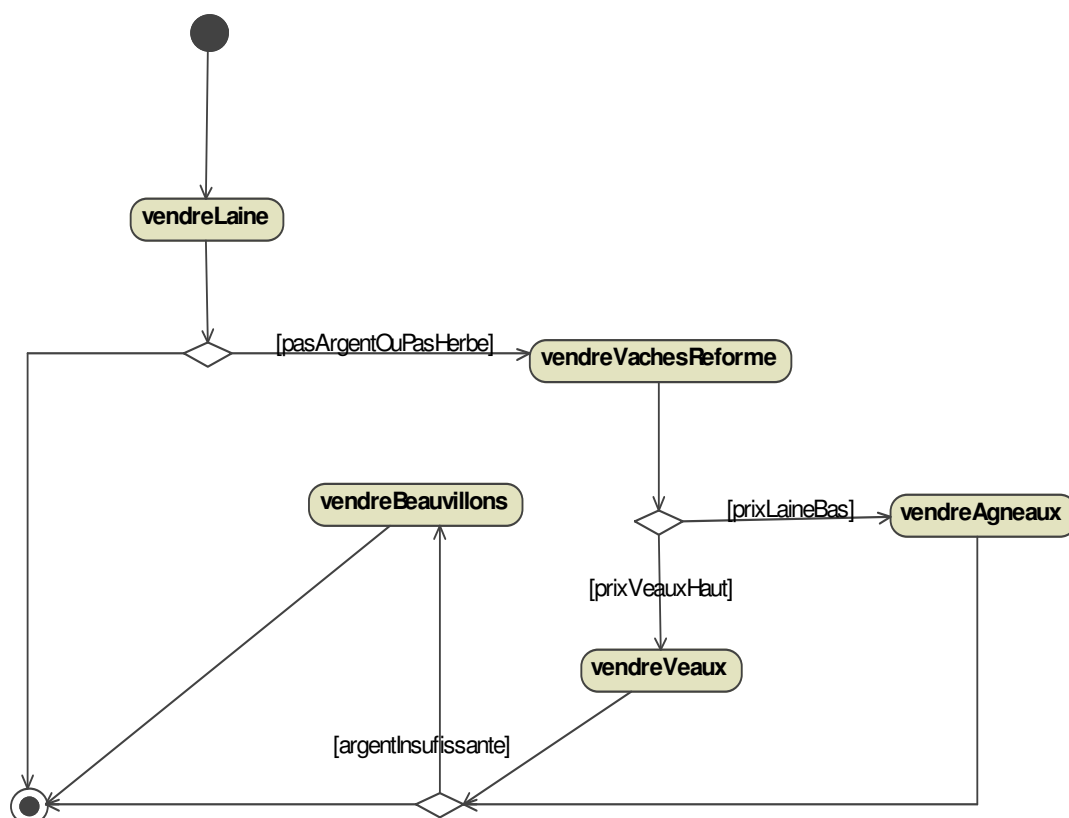 vendreLaine
[pasArgentOuPasHerbe]
vendreVachesReforme
vendreBeauvillons
[prixLaineBas]
vendreAgneaux
[prixVeauxHaut]
vendreVeaux
[argentInsufissante]